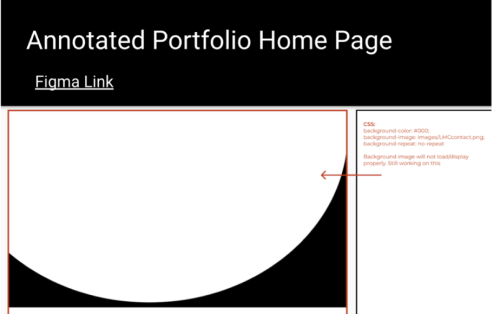 Annotated Portfolio Home Page
Figma Link
CSS:
background-color: #000;
background-image: images/LMCcontact.png;
background-repeat: no repeat
Background image will not load/display
properly. Still working on this